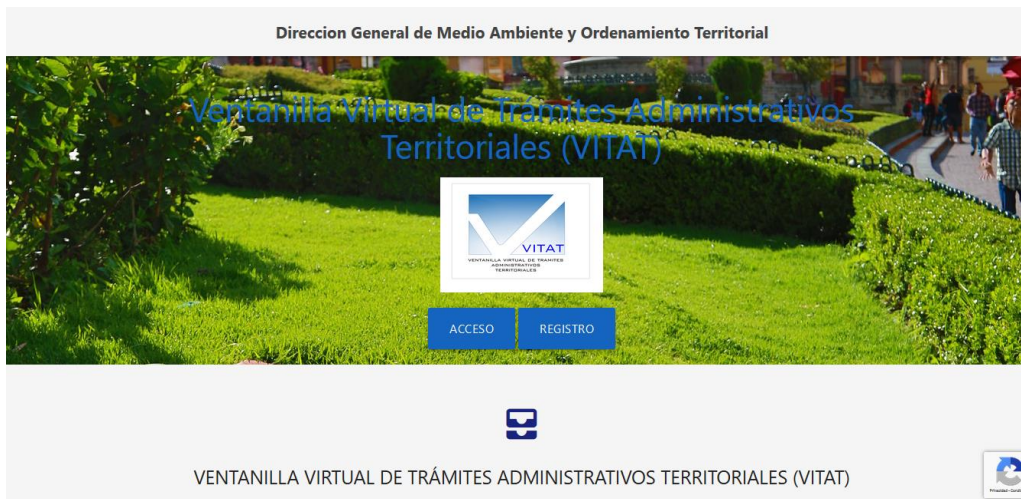 Direccion General de Medio Ambiente y Ordenamiento Territorial
Ventanilla Virtual de Trámites Administrativos
Territoriales (VITAT)
VITAT
VENTANILLA VIRTUAL DE TRÁMITES
ADMINISTRATIVOS
TERRITORIALES
ACCESO
REGISTRO
VENTANILLA VIRTUAL DE TRÁMITES ADMINISTRATIVOS TERRITORIALES (VITAT)